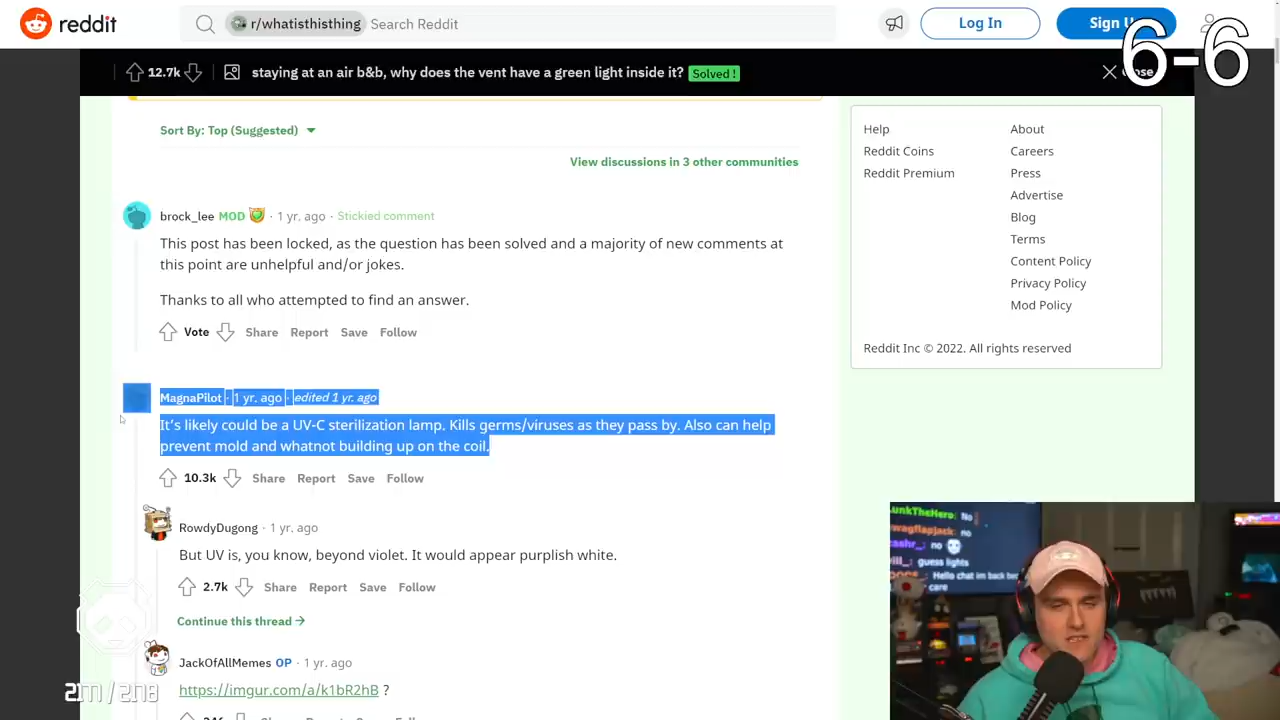 reddit
r/whatisthisthing Search Reddit
Log In
6-6
12.7k
staying at an air b&b, why does the vent have a green light inside it? Solved!
Sort By: Top (Suggested)
View discussions in 3 other communities
brock_lee MOD · 1 yr. ago · Stickied comment
This post has been locked, as the question has been solved and a majority of new comments at
this point are unhelpful and/or jokes.
Thanks to all who attempted to find an answer.
Vote Share Report Save Follow
MagnaPilot · 1 yr. ago · edited 1 yr. ago
It's likely could be a UV-C sterilization lamp. Kills germs/viruses as they pass by. Also can help
prevent mold and whatnot building up on the coil.
10.3k Share Report Save Follow
RowdyDugong · 1 yr. ago
But UV is, you know, beyond violet. It would appear purplish white.
2.7k Share Report Save Follow
Continue this thread →
JackOfAllMemes OP · 1 yr. ago
https://imgur.com/a/k1bR2hB ?
Help
Reddit Coins
Reddit Premium
About
Careers
Press
Advertise
Blog
Terms
Content Policy
Privacy Policy
Mod Policy
Reddit Inc © 2022. All rights reserved
No
no
guess lights
Hello chat im back
care